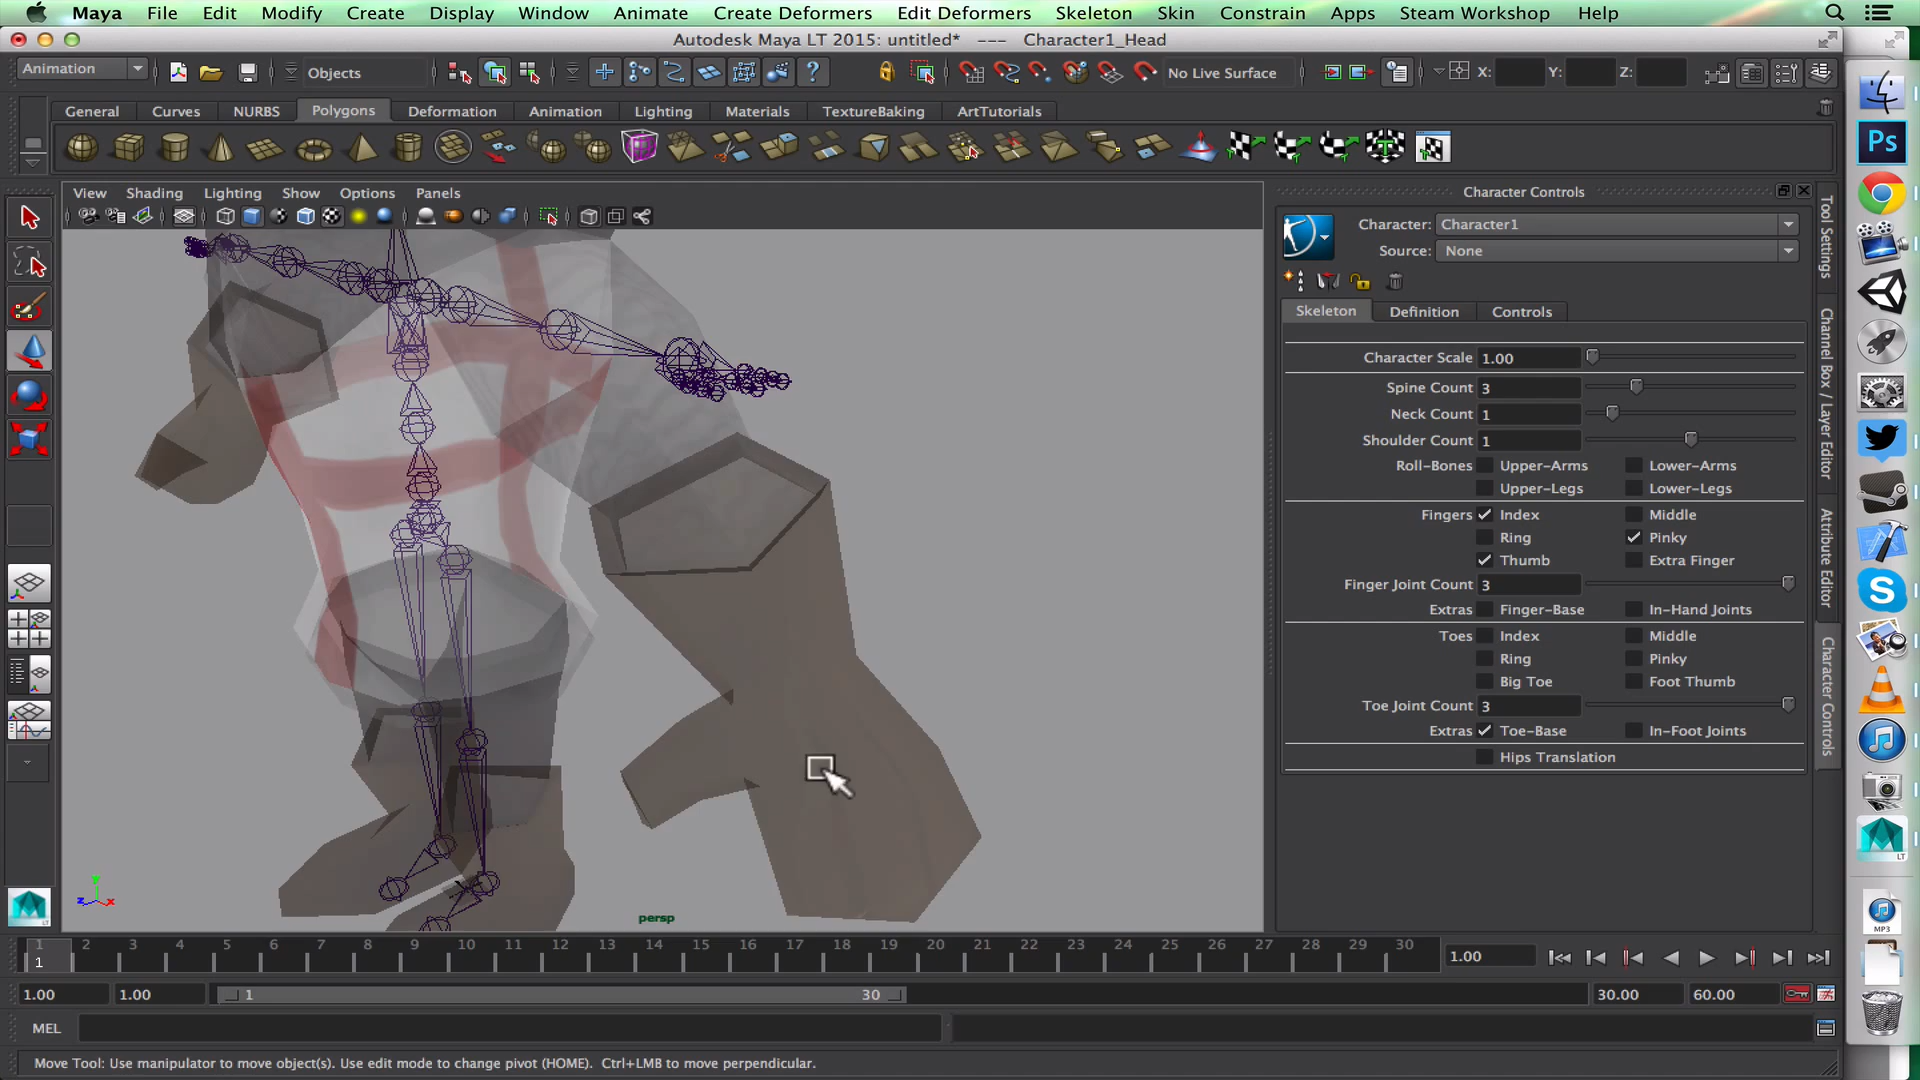 Maya File Edit Modify Create Display Window Animate Create Deformers Edit Deformers Skeleton Skin Constrain Apps Steam Workshop Help
Autodesk Maya LT 2015: untitled* --- Character1_Head
Animation Objects ? No Live Surface X: Y: Z:
General Curves NURBS Polygons Deformation Animation Lighting Materials TextureBaking ArtTutorials
View Shading Lighting Show Options Panels
Character Controls
Character: Character1
Source: None
Skeleton Definition Controls
Character Scale 1.00
Spine Count 3
Neck Count 1
Shoulder Count 1
Roll-Bones Upper-Arms Lower-Arms
Upper-Legs Lower-Legs
Fingers Index Middle
Ring Pinky
Thumb Extra Finger
Finger Joint Count 3
Extras Finger-Base In-Hand Joints
Toes Index Middle
Ring Pinky
Big Toe Foot Thumb
Toe Joint Count 3
Extras Toe-Base In-Foot Joints
Hips Translation
Tool Settings
Channel Box / Layer Editor
Attribute Editor
Character Controls
Ps
S
LT
MP3
LT
y
z x
persp
1 2 3 4 5 6 7 8 9 10 11 12 13 14 15 16 17 18 19 20 21 22 23 24 25 26 27 28 29 30
1
1.00
1.00 1.00 1 30 30.00 60.00
MEL
Move Tool: Use manipulator to move object(s). Use edit mode to change pivot (HOME). Ctrl+LMB to move perpendicular.